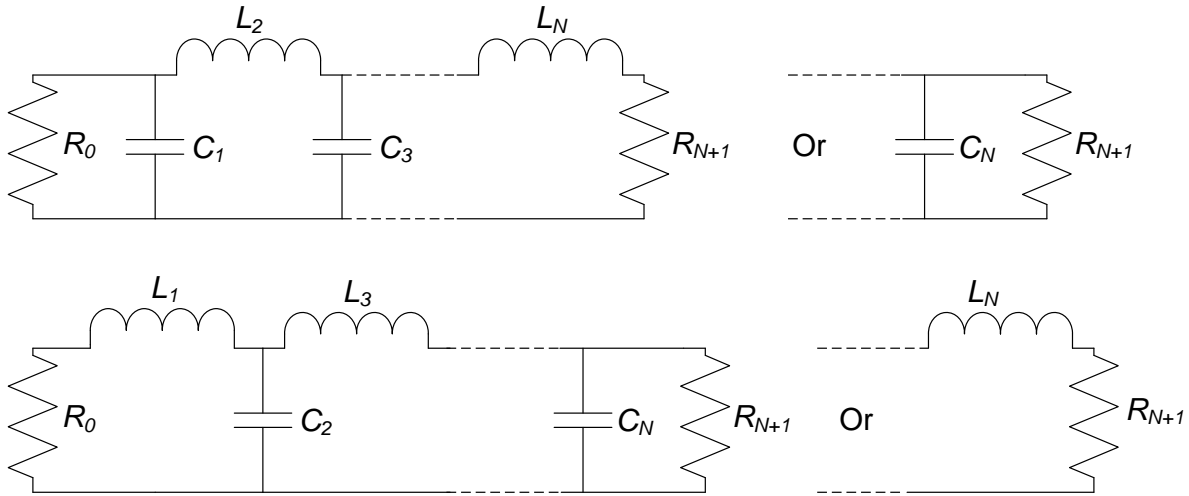 L2 LN
R0 C1 C3 RN+1 Or CN RN+1
L1 L3 LN
R0 C2 CN RN+1 Or RN+1